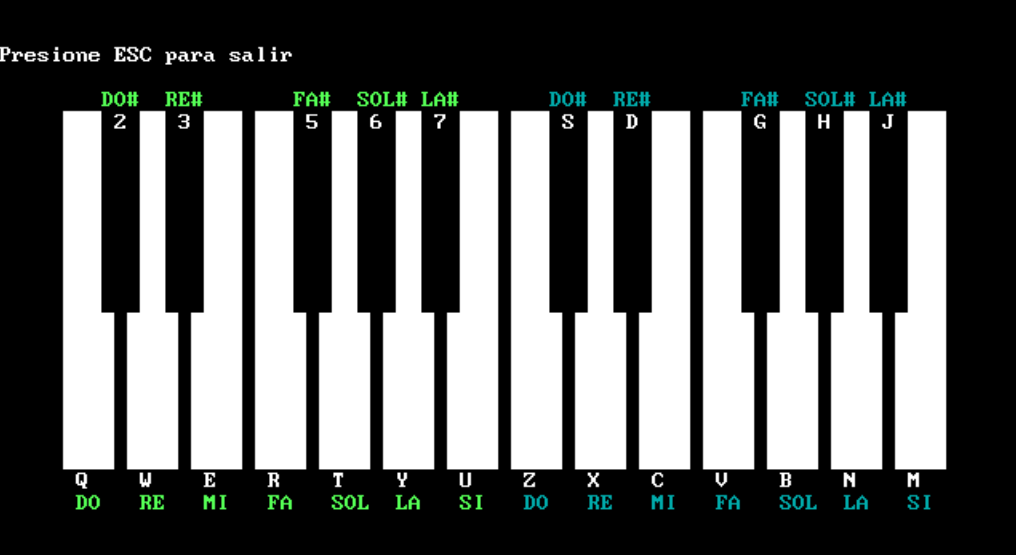 Presione ESC para salir
DO# RE# FA# SOL# LA# DO# RE# FA# SOL# LA#
2 3 5 6 7 S D G H J
Q W E R T Y U Z X C V B N M
DO RE MI FA SOL LA SI DO RE MI FA SOL LA SI